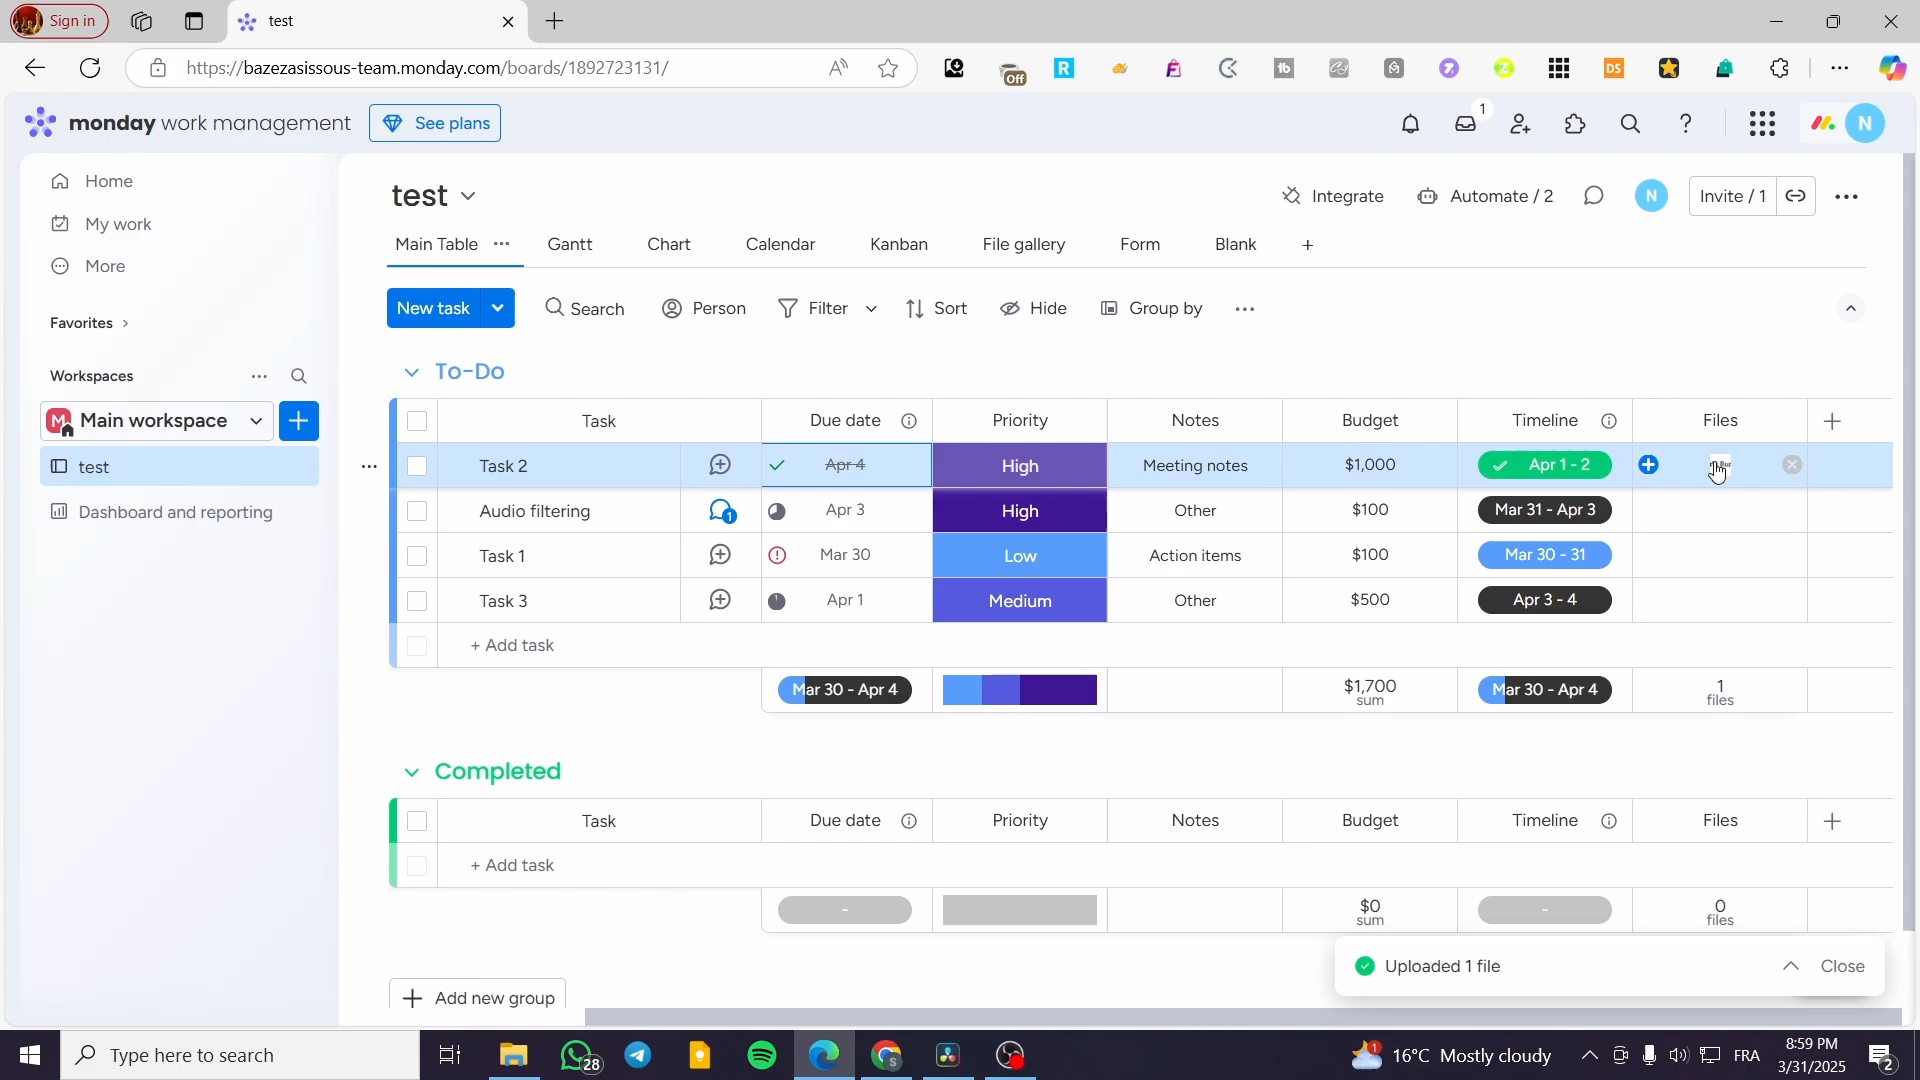 Sign in
test
https://bazezasissous-team.monday.com/boards/1892723131/
Off
tb
DS
monday work management
See plans
1
N
Home
My work
More
Favorites
Workspaces
M
Main workspace
test
Dashboard and reporting
test
Integrate
Automate / 2
N
Invite / 1
Main Table
Gantt
Chart
Calendar
Kanban
File gallery
Form
Blank
New task
Search
Person
Filter
Sort
Hide
Group by
To-Do
Task Due date Priority Notes Budget Timeline Files
Task 2 Apr 4 High Meeting notes $1,000 Apr 1 - 2
Audio filtering 1 Apr 3 High Other $100 Mar 31 - Apr 3
Task 1 Mar 30 Low Action items $100 Mar 30 - 31
Task 3 Apr 1 Medium Other $500 Apr 3 - 4
+ Add task
Mar 30 - Apr 4 $1,700 Mar 30 - Apr 4 1
sum files
Completed
Task Due date Priority Notes Budget Timeline Files
+ Add task
- $0 - 0
sum files
Add new group
Uploaded 1 file
Close
Type here to search
28
1
16°C Mostly cloudy
FRA
8:59 PM
3/31/2025
2